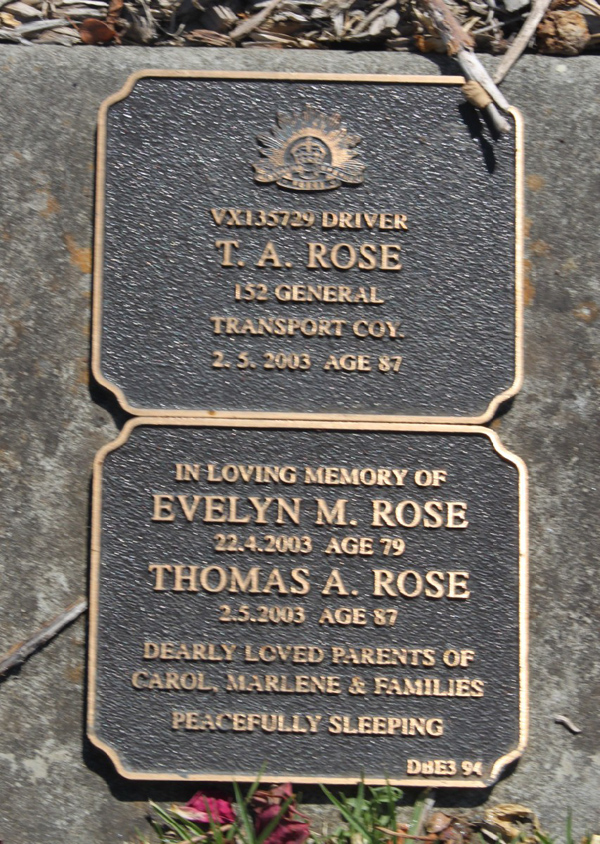 VX135729 DRIVER
T. A. ROSE
152 GENERAL
TRANSPORT COY.
2. 5. 2003 AGE 87
IN LOVING MEMORY OF
EVELYN M. ROSE
22.4.2003 AGE 79
THOMAS A. ROSE
2.5.2003 AGE 87
DEARLY LOVED PARENTS OF
CAROL, MARLENE & FAMILIES
PEACEFULLY SLEEPING
DBE3 94